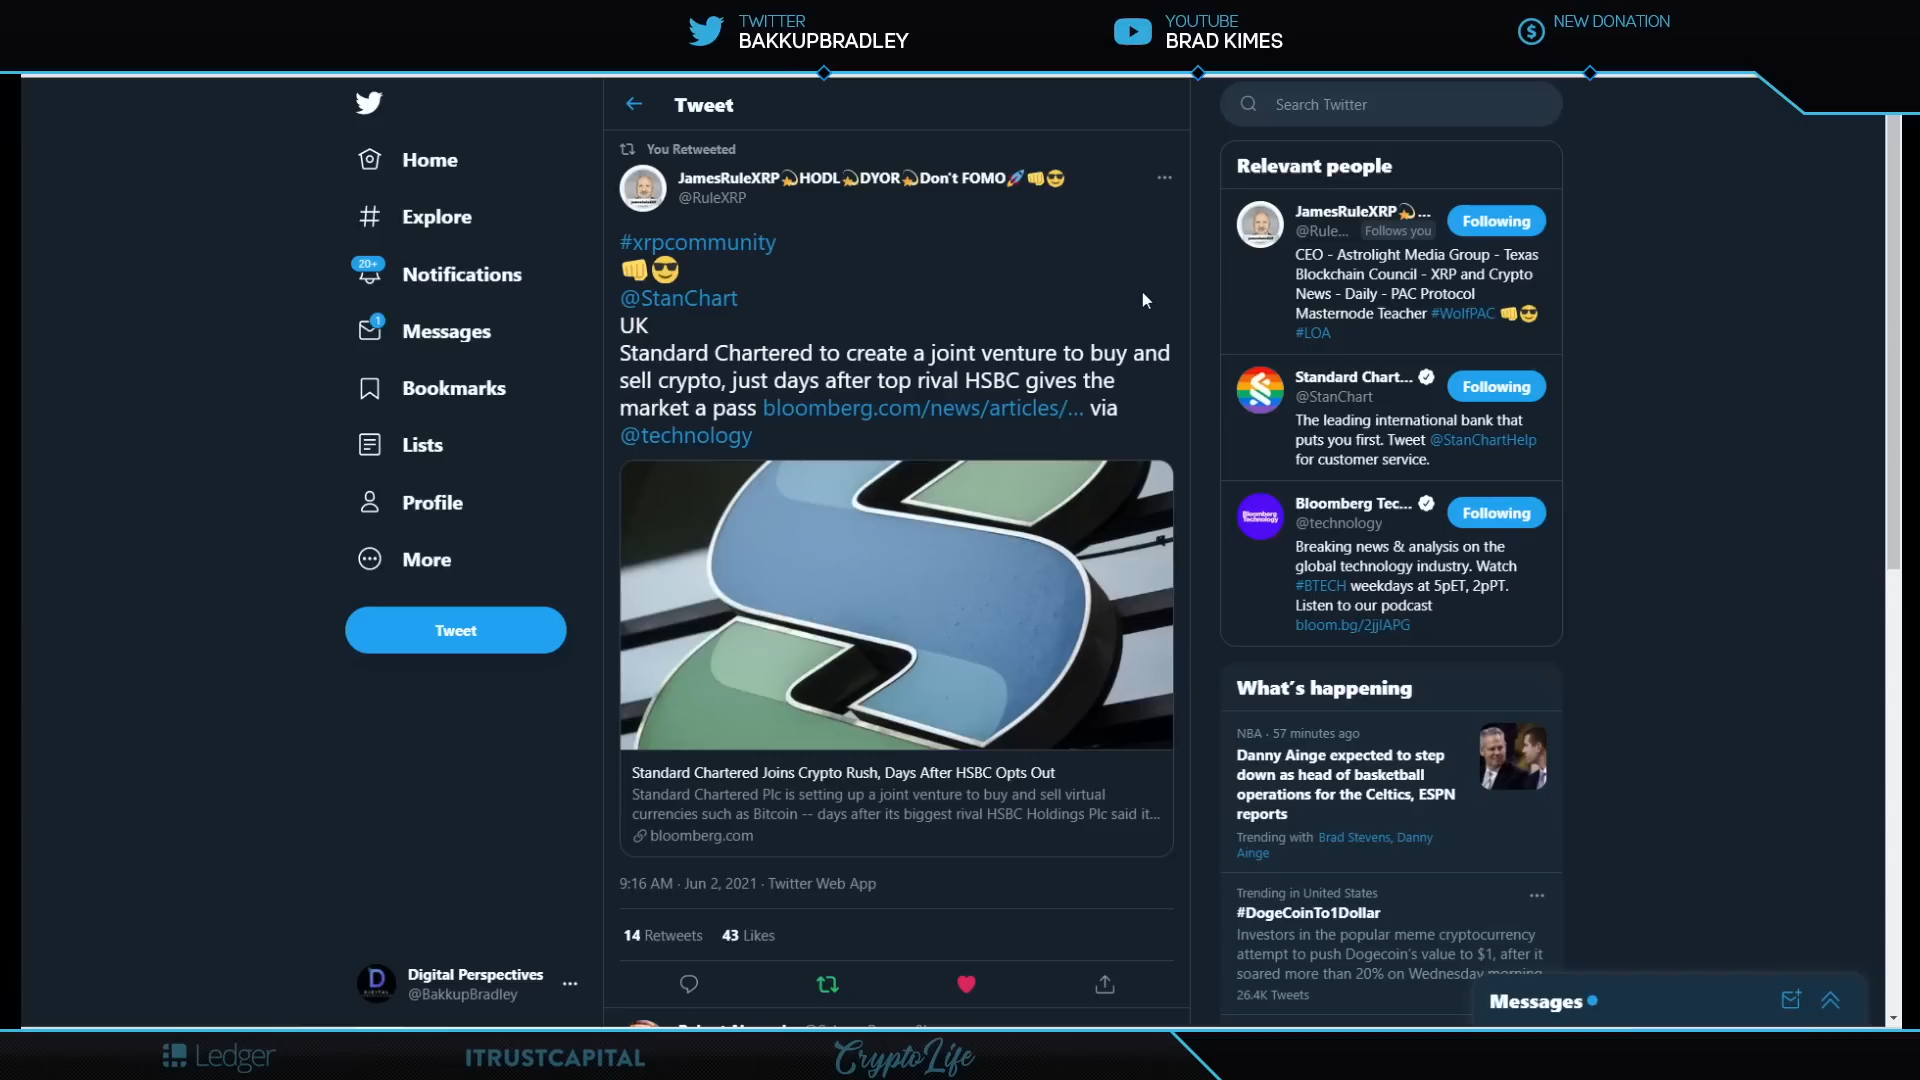 TWITTER
BAKKUPBRADLEY
YOUTUBE
BRAD KIMES
NEW DONATION
Home
Explore
20+
Notifications
1
Messages
Bookmarks
Lists
Profile
More
Tweet
Digital Perspectives
@BakkupBradley
Tweet
You Retweeted
JamesRuleXRP💫HODL💫DYOR💫Don't FOMO🚀👊😎
@RuleXRP
#xrpcommunity
👊😎
@StanChart
UK
Standard Chartered to create a joint venture to buy and
sell crypto, just days after top rival HSBC gives the
market a pass bloomberg.com/news/articles/... via
@technology
Standard Chartered Joins Crypto Rush, Days After HSBC Opts Out
Standard Chartered Plc is setting up a joint venture to buy and sell virtual
currencies such as Bitcoin -- days after its biggest rival HSBC Holdings Plc said it...
bloomberg.com
9:16 AM · Jun 2, 2021 · Twitter Web App
14 Retweets 43 Likes
Search Twitter
Relevant people
JamesRuleXRP💫...
@Rule... Follows you
Following
CEO - Astrolight Media Group - Texas
Blockchain Council - XRP and Crypto
News - Daily - PAC Protocol
Masternode Teacher #WolfPAC 👊😎
#LOA
Standard Chart...
@StanChart
Following
The leading international bank that
puts you first. Tweet @StanChartHelp
for customer service.
Bloomberg Technology
Bloomberg Tec...
@technology
Following
Breaking news & analysis on the
global technology industry. Watch
#BTECH weekdays at 5pET, 2pPT.
Listen to our podcast
bloom.bg/2jjIAPG
What's happening
NBA · 57 minutes ago
Danny Ainge expected to step
down as head of basketball
operations for the Celtics, ESPN
reports
Trending with Brad Stevens, Danny
Ainge
Trending in United States
#DogeCoinTo1Dollar
Investors in the popular meme cryptocurrency
attempt to push Dogecoin's value to $1, after it
soared more than 20% on Wednesday morning
26.4K Tweets
Messages
Ledger
ITRUSTCAPITAL
CryptoLife